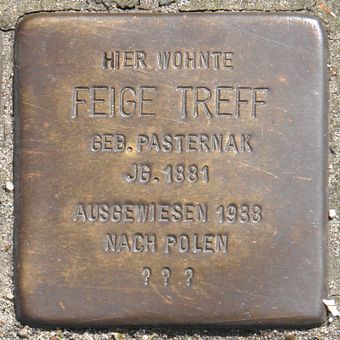 HIER WOHNTE
FEIGE TREFF
GEB. PASTERNAK
JG. 1881
AUSGEWIESEN 1938
NACH POLEN
? ? ?